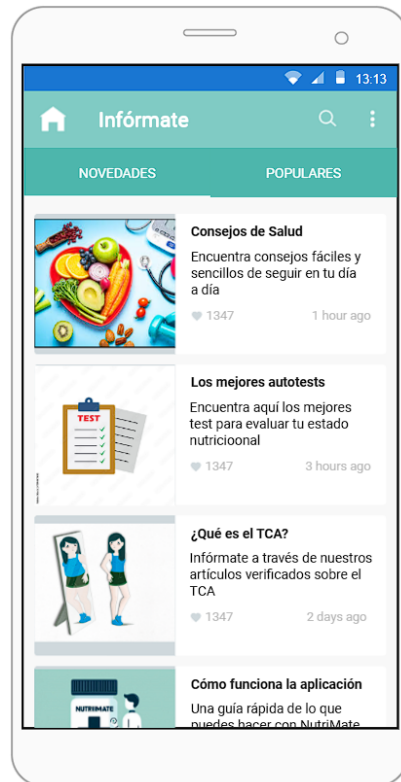 13:13
Infórmate
NOVEDADES
POPULARES
Consejos de Salud
Encuentra consejos fáciles y
sencillos de seguir en tu día
a día
1347
1 hour ago
Los mejores autotests
TEST
Encuentra aquí los mejores
test para evaluar tu estado
nutricioonal
1347
3 hours ago
¿Qué es el TCA?
Infórmate a través de nuestros
artículos verificados sobre el
TCA
1347
2 days ago
Cómo funciona la aplicación
NUTRIMATE
Una guía rápida de lo que
puedes hacer con NutriMate